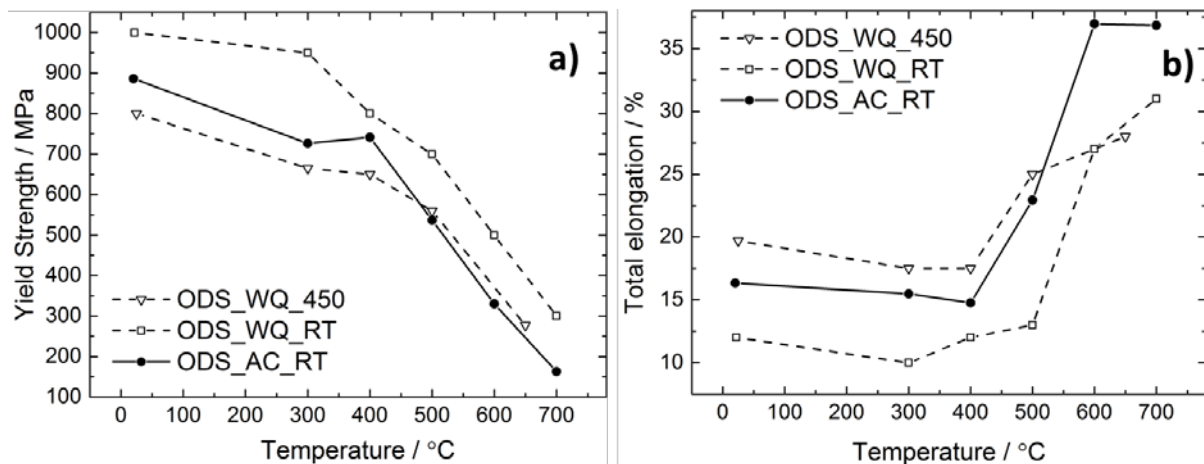 a)
Yield Strength / MPa
1000
900
800
700
600
500
400
300
200
100
ODS_WQ_450
ODS_WQ_RT
ODS_AC_RT
0 100 200 300 400 500 600 700
Temperature / °C
b)
Total elongation / %
35
30
25
20
15
10
ODS_WQ_450
ODS_WQ_RT
ODS_AC_RT
0 100 200 300 400 500 600 700
Temperature / °C